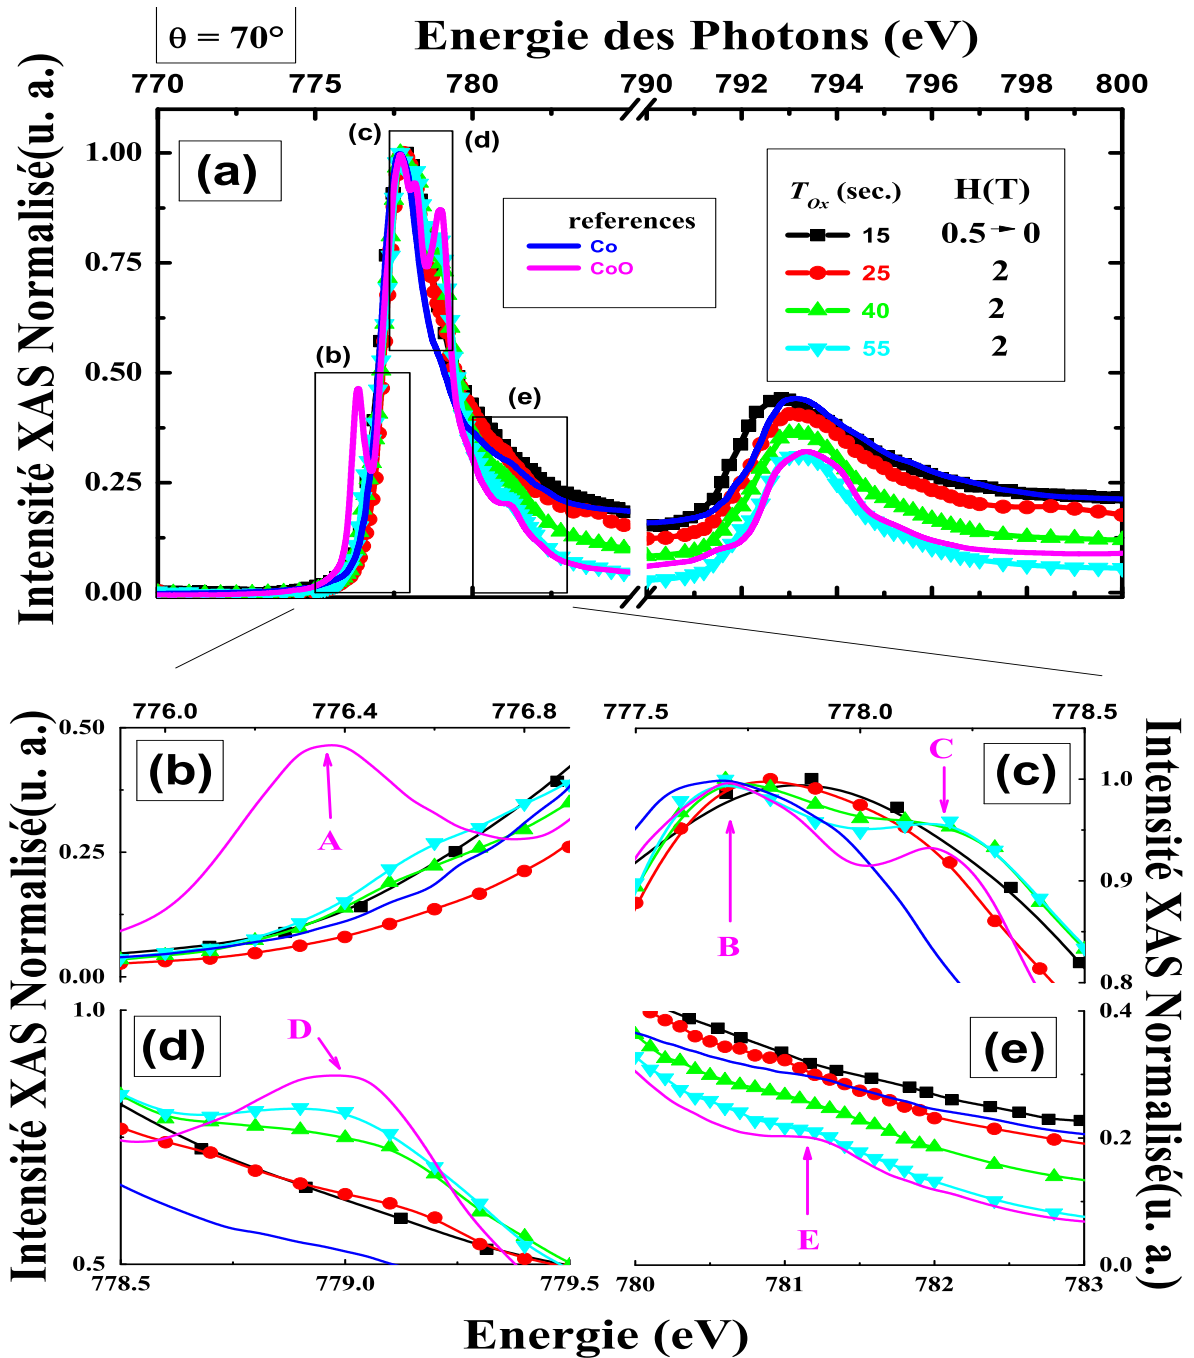 θ = 70°
Energie des Photons (eV)
770 775 780 790 792 794 796 798 800
Intensité XAS Normalisé(u. a.)
1.00
0.75
0.50
0.25
0.00
(a)
(c)
(d)
(b)
(e)
references
Co
CoO
T_Ox (sec.) H(T)
15 0.5→0
25 2
40 2
55 2
776.0 776.4 776.8
777.5 778.0 778.5
Intensité XAS Normalisé(u. a.)
0.50
0.25
0.00
(b)
A
(c)
B
C
1.0
0.9
0.8
Intensité XAS Normalisé(u. a.)
1.0
0.5
(d)
D
778.5 779.0 779.5
(e)
E
0.4
0.2
0.0
780 781 782 783
Energie (eV)